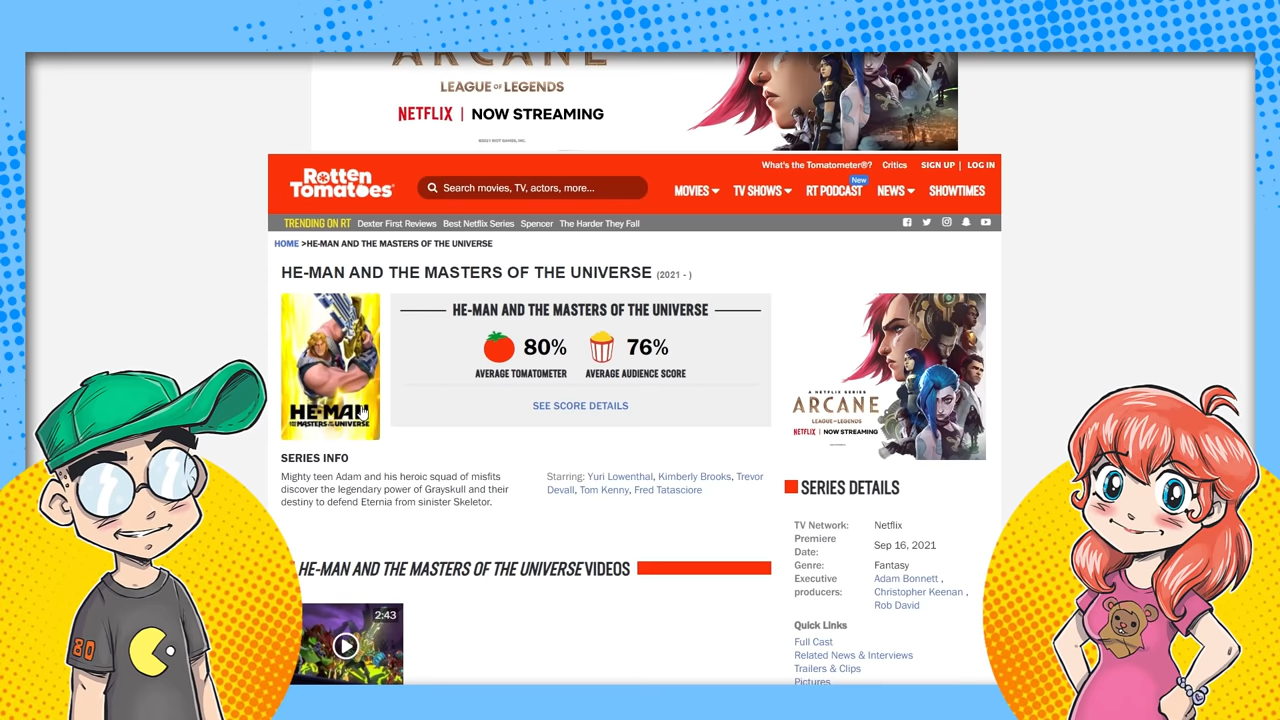 ARCANE
LEAGUE OF LEGENDS
NETFLIX | NOW STREAMING
What's the Tomatometer®? Critics SIGN UP | LOG IN
Rotten Tomatoes
Search movies, TV, actors, more...
MOVIES TV SHOWS RT PODCAST New NEWS SHOWTIMES
TRENDING ON RT Dexter First Reviews Best Netflix Series Spencer The Harder They Fall
HOME >HE-MAN AND THE MASTERS OF THE UNIVERSE
HE-MAN AND THE MASTERS OF THE UNIVERSE (2021 - )
HE-MAN
AND THE MASTERS OF THE UNIVERSE
HE-MAN AND THE MASTERS OF THE UNIVERSE
80% 76%
AVERAGE TOMATOMETER AVERAGE AUDIENCE SCORE
SEE SCORE DETAILS
A NETFLIX SERIES
ARCANE
LEAGUE OF LEGENDS
NETFLIX | NOW STREAMING
SERIES INFO
Mighty teen Adam and his heroic squad of misfits
discover the legendary power of Grayskull and their
destiny to defend Eternia from sinister Skeletor.
Starring: Yuri Lowenthal, Kimberly Brooks, Trevor
Devall, Tom Kenny, Fred Tatasciore
SERIES DETAILS
TV Network: Netflix
Premiere Date: Sep 16, 2021
Genre: Fantasy
Executive producers: Adam Bonnett ,
Christopher Keenan ,
Rob David
Quick Links
Full Cast
Related News & Interviews
Trailers & Clips
Pictures
HE-MAN AND THE MASTERS OF THE UNIVERSE VIDEOS
2:43
80